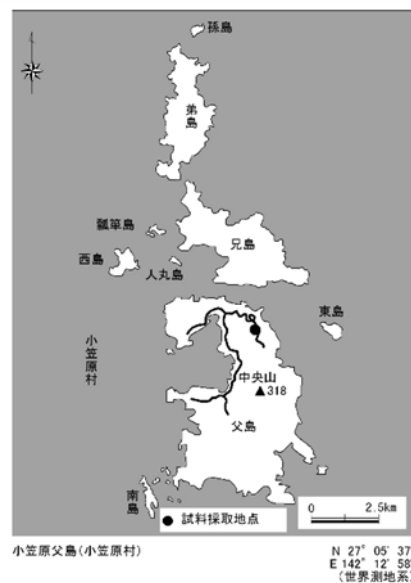 孫島
弟島
瓢箪島
兄島
西島
人丸島
東島
小笠原村
中央山
▲318
父島
南島
● 試料採取地点
0 2.5km
小笠原父島(小笠原村)
N 27° 05′ 37
E 142° 12′ 58
(世界測地系